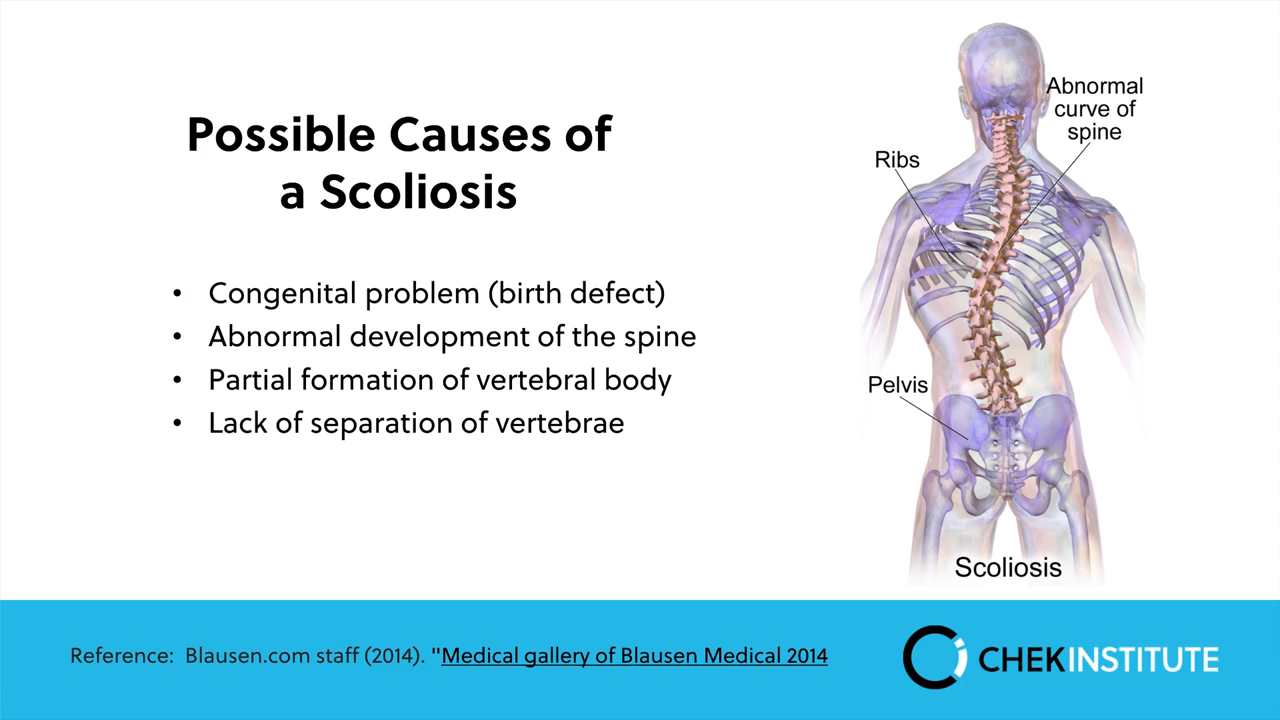 Possible Causes of
a Scoliosis
• Congenital problem (birth defect)
• Abnormal development of the spine
• Partial formation of vertebral body
• Lack of separation of vertebrae
Abnormal
curve of
spine
Ribs
Pelvis
Scoliosis
Reference:  Blausen.com staff (2014). "Medical gallery of Blausen Medical 2014
CHEKINSTITUTE